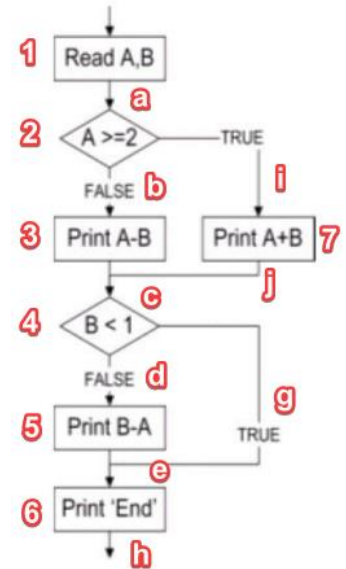 1 Read A,B
a
2 A >=2 TRUE
FALSE b i
3 Print A-B Print A+B 7
c j
4 B < 1
FALSE d g
5 Print B-A TRUE
e
6 Print 'End'
h